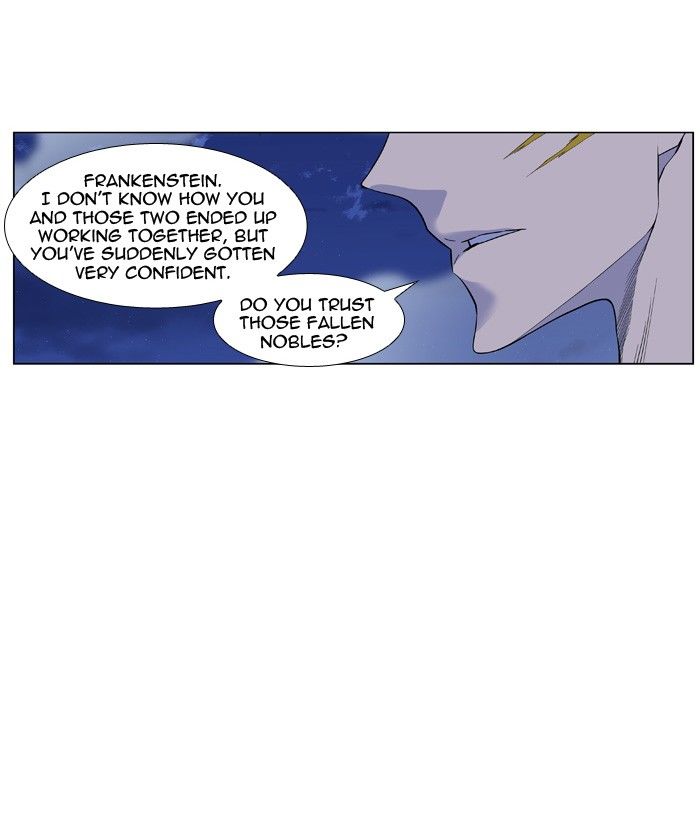 FRANKENSTEIN.
I DON'T KNOW HOW YOU
AND THOSE TWO ENDED UP
WORKING TOGETHER, BUT
YOU'VE SUDDENLY GOTTEN
VERY CONFIDENT.
DO YOU TRUST
THOSE FALLEN
NOBLES?